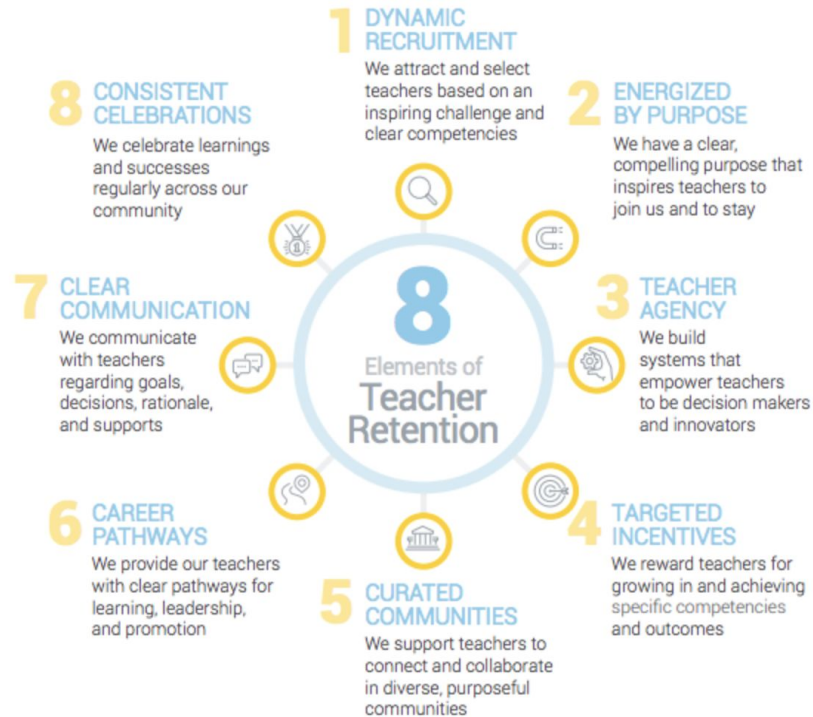 1 DYNAMIC
RECRUITMENT
We attract and select
teachers based on an
inspiring challenge and
clear competencies
2 ENERGIZED
BY PURPOSE
We have a clear,
compelling purpose that
inspires teachers to
join us and to stay
3 TEACHER
AGENCY
We build
systems that
empower teachers
to be decision makers
and innovators
4 TARGETED
INCENTIVES
We reward teachers for
growing in and achieving
specific competencies
and outcomes
5 CURATED
COMMUNITIES
We support teachers to
connect and collaborate
in diverse, purposeful
communities
6 CAREER
PATHWAYS
We provide our teachers
with clear pathways for
learning, leadership,
and promotion
7 CLEAR
COMMUNICATION
We communicate
with teachers
regarding goals,
decisions, rationale,
and supports
8 CONSISTENT
CELEBRATIONS
We celebrate learnings
and successes
regularly across our
community
1
8
Elements of
Teacher
Retention